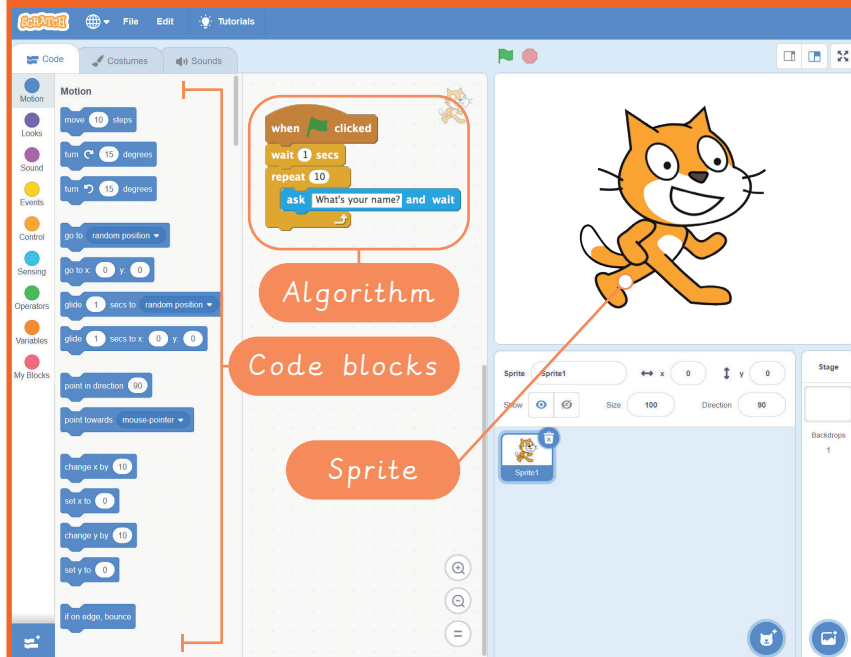 SCRATCH File Edit Tutorials
Code Costumes Sounds
Motion
Looks
Sound
Events
Control
Sensing
Operators
Variables
My Blocks
Motion
move 10 steps
turn 15 degrees
turn 15 degrees
go to random position
go to x: 0 y: 0
glide 1 secs to random position
glide 1 secs to x: 0 y: 0
point in direction 90
point towards mouse-pointer
change x by 10
set x to 0
change y by 10
set y to 0
if on edge, bounce
when clicked
wait 1 secs
repeat 10
ask What's your name? and wait
Algorithm
Code blocks
Sprite
Sprite Sprite1 x 0 y 0
Show Size 100 Direction 90
Sprite1
Stage
Backdrops
1